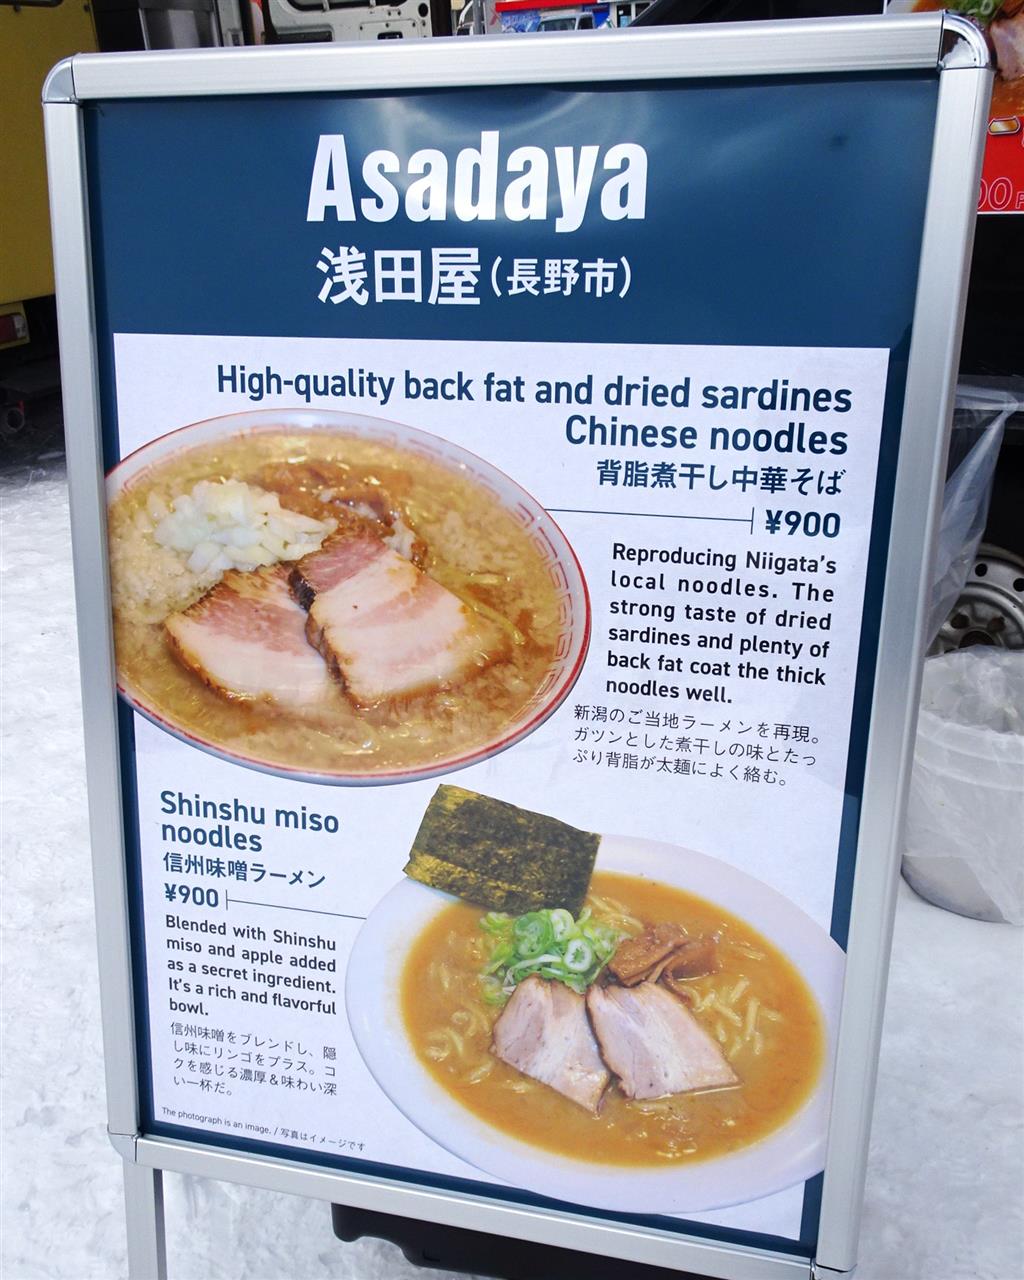 Asadaya
浅田屋(長野市)
High-quality back fat and dried sardines
Chinese noodles
背脂煮干し中華そば
¥900
Reproducing Niigata's
local noodles. The
strong taste of dried
sardines and plenty of
back fat coat the thick
noodles well.
新潟のご当地ラーメンを再現。
ガツンとした煮干しの味とたっ
ぷり背脂が太麺によく絡む。
Shinshu miso
noodles
信州味噌ラーメン
¥900
Blended with Shinshu
miso and apple added
as a secret ingredient.
It's a rich and flavorful
bowl.
信州味噌をブレンドし、隠
し味にリンゴをプラス。コ
クを感じる濃厚&味わい深
い一杯だ。
The photograph is an image. / 写真はイメージです